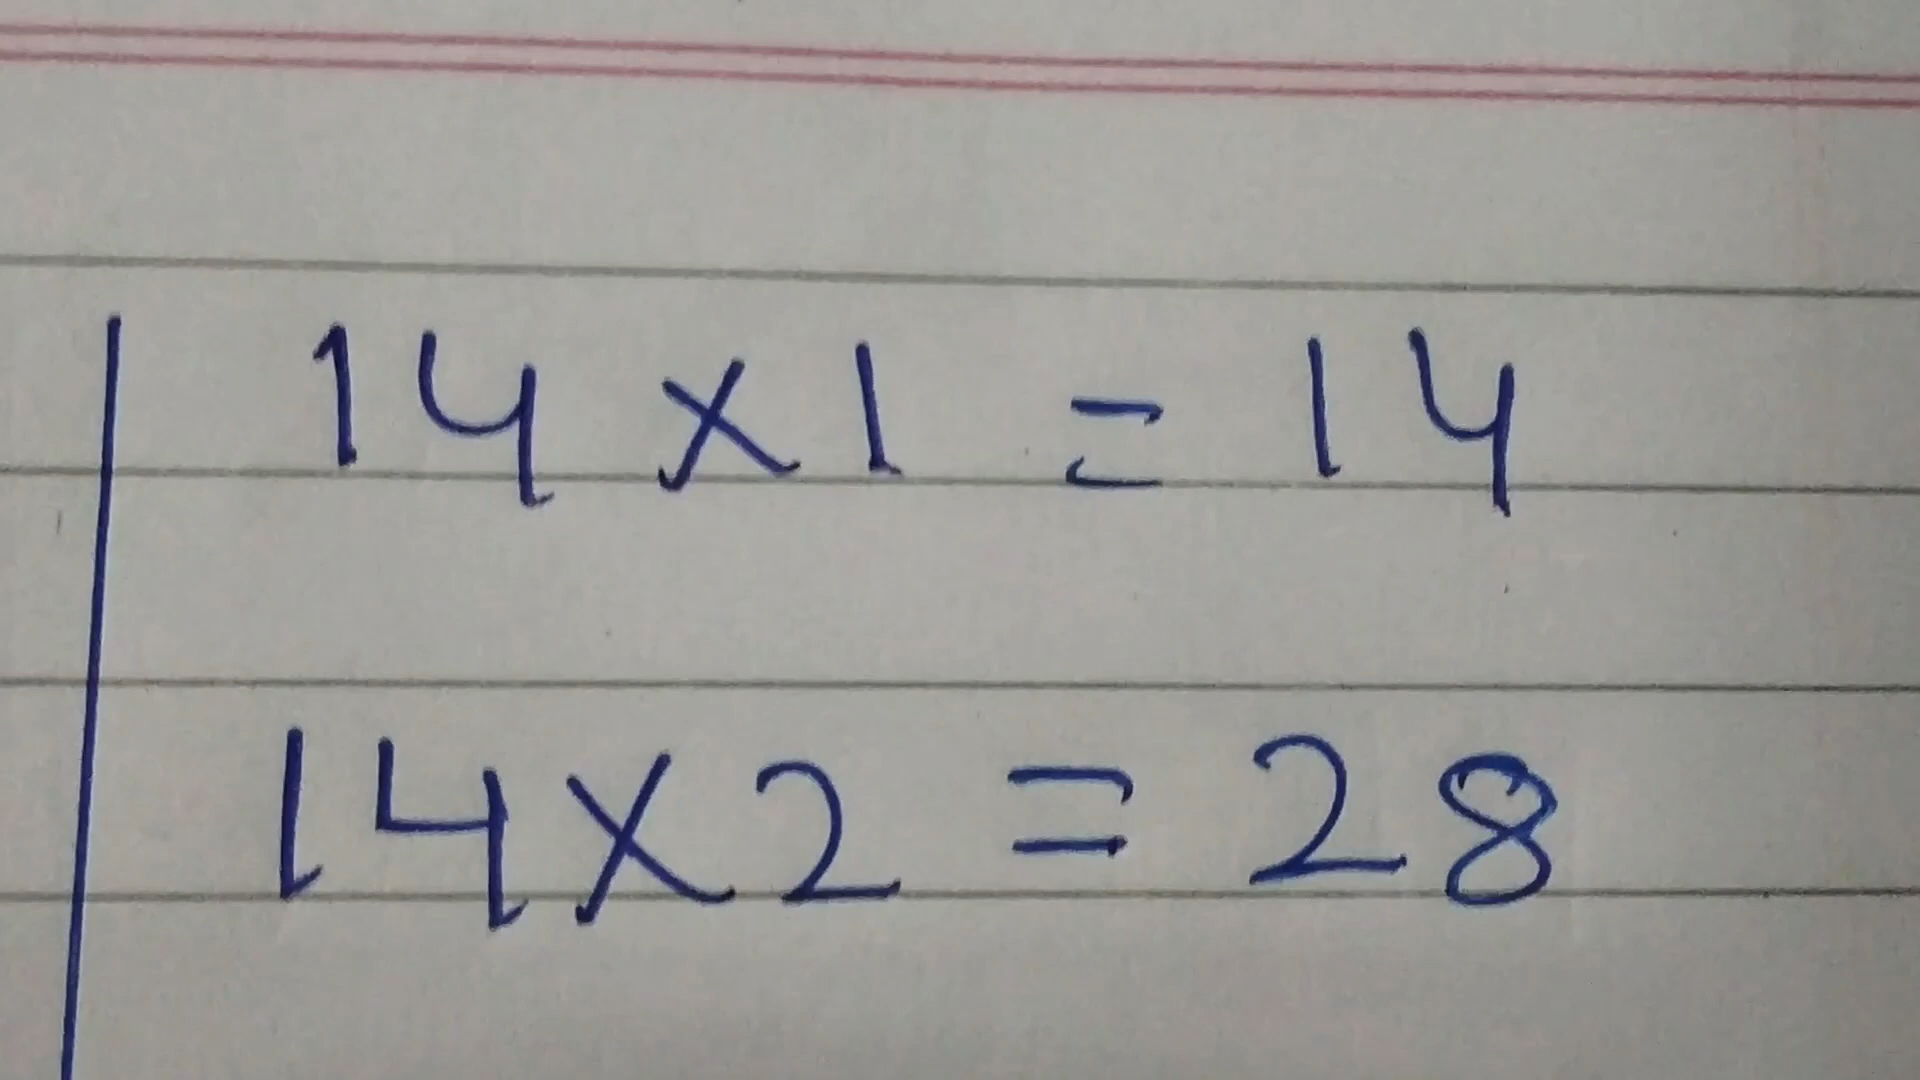 14 × 1 = 14
14 × 2 = 28